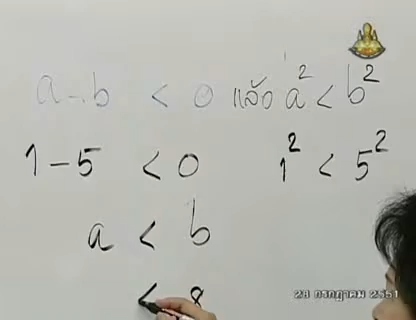 a - b < 0 แล้ว a² < b²
1 - 5 < 0 1² < 5²
a < b
< 8
28 กรกฎาคม 2551